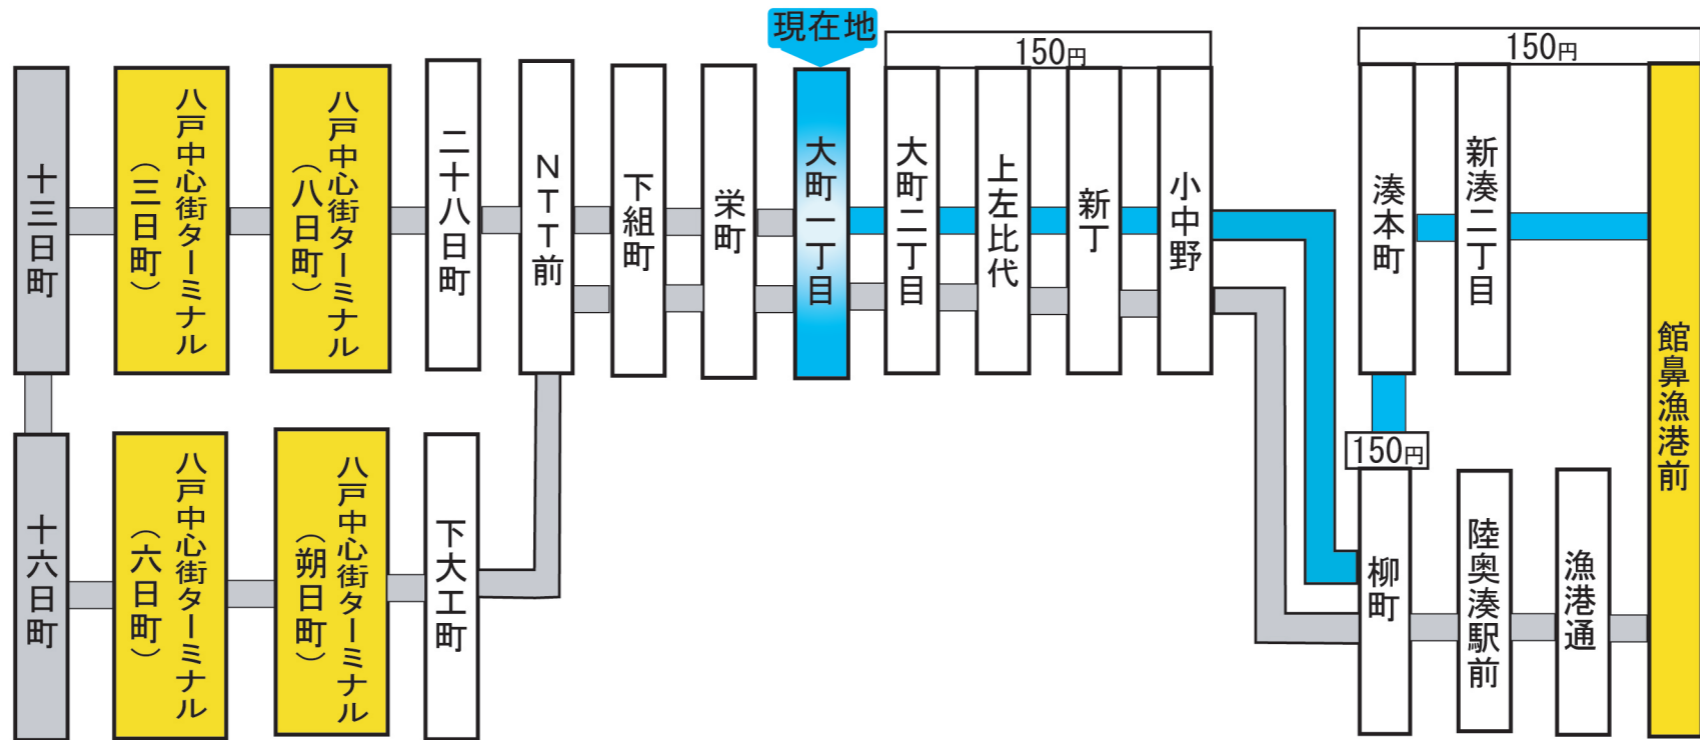 現在地
150円
150円
十三日町
八戸中心街ターミナル
（三日町）
八戸中心街ターミナル
（八日町）
二十八日町
ＮＴＴ前
下組町
栄町
大町一丁目
大町二丁目
上左比代
新丁
小中野
湊本町
新湊二丁目
館鼻漁港前
十六日町
八戸中心街ターミナル
（六日町）
八戸中心街ターミナル
（朔日町）
下大工町
150円
柳町
陸奥湊駅前
漁港通